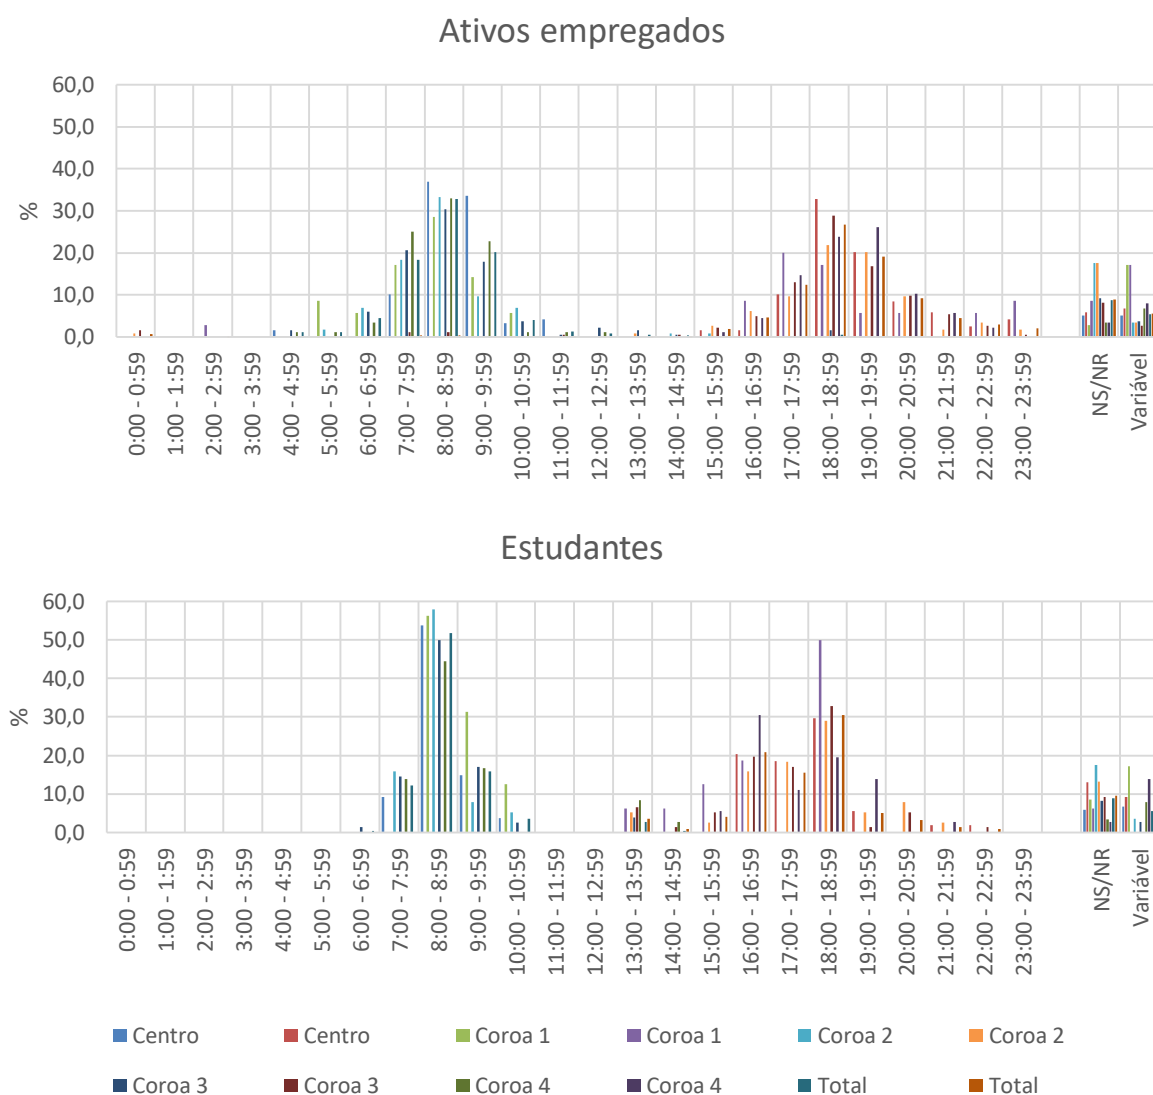 Ativos empregados
60,0
50,0
40,0
30,0
20,0
10,0
0,0
%
0:00 - 0:59
1:00 - 1:59
2:00 - 2:59
3:00 - 3:59
4:00 - 4:59
5:00 - 5:59
6:00 - 6:59
7:00 - 7:59
8:00 - 8:59
9:00 - 9:59
10:00 - 10:59
11:00 - 11:59
12:00 - 12:59
13:00 - 13:59
14:00 - 14:59
15:00 - 15:59
16:00 - 16:59
17:00 - 17:59
18:00 - 18:59
19:00 - 19:59
20:00 - 20:59
21:00 - 21:59
22:00 - 22:59
23:00 - 23:59
NS/NR
Variável
Estudantes
60,0
50,0
40,0
30,0
20,0
10,0
0,0
%
0:00 - 0:59
1:00 - 1:59
2:00 - 2:59
3:00 - 3:59
4:00 - 4:59
5:00 - 5:59
6:00 - 6:59
7:00 - 7:59
8:00 - 8:59
9:00 - 9:59
10:00 - 10:59
11:00 - 11:59
12:00 - 12:59
13:00 - 13:59
14:00 - 14:59
15:00 - 15:59
16:00 - 16:59
17:00 - 17:59
18:00 - 18:59
19:00 - 19:59
20:00 - 20:59
21:00 - 21:59
22:00 - 22:59
23:00 - 23:59
NS/NR
Variável
Centro Centro Coroa 1 Coroa 1 Coroa 2 Coroa 2
Coroa 3 Coroa 3 Coroa 4 Coroa 4 Total Total